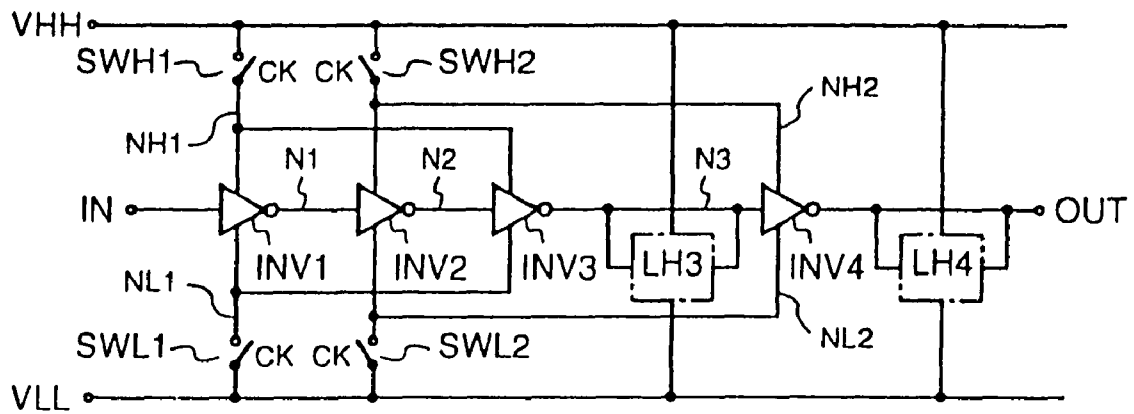 VHH
SWH1 CK CK SWH2
NH1 NH2
N1 N2 N3
IN OUT
INV1 INV2 INV3 LH3 INV4 LH4
NL1 NL2
SWL1 CK CK SWL2
VLL